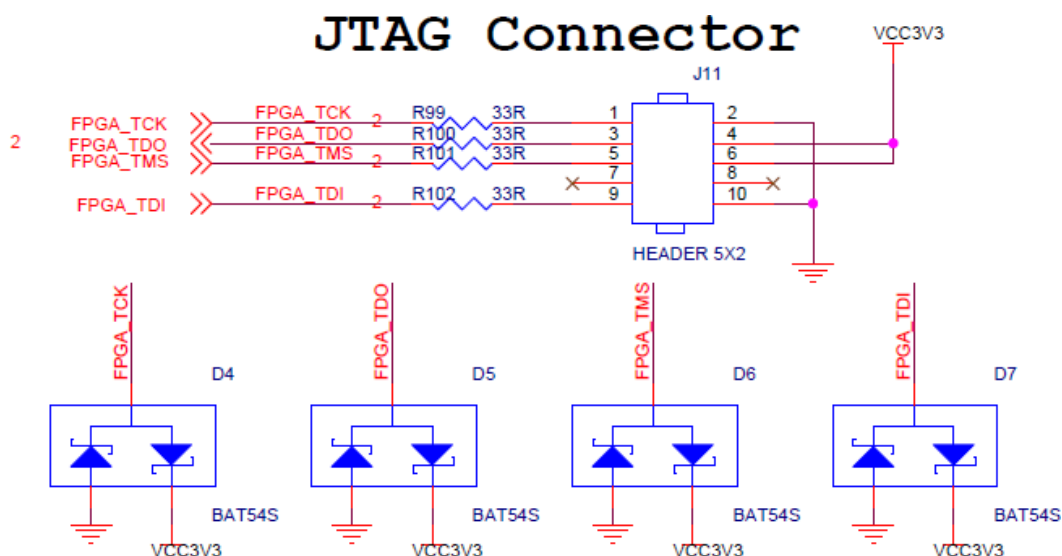 JTAG Connector
VCC3V3
J11
FPGA_TCK FPGA_TCK 2 R99 33R 1 2
2 FPGA_TDO FPGA_TDO R100 33R 3 4
FPGA_TMS FPGA_TMS 2 R101 33R 5 6
7 8
FPGA_TDI FPGA_TDI 2 R102 33R 9 10
HEADER 5X2
FPGA_TCK FPGA_TDO FPGA_TMS FPGA_TDI
D4 D5 D6 D7
BAT54S BAT54S BAT54S BAT54S
VCC3V3 VCC3V3 VCC3V3 VCC3V3